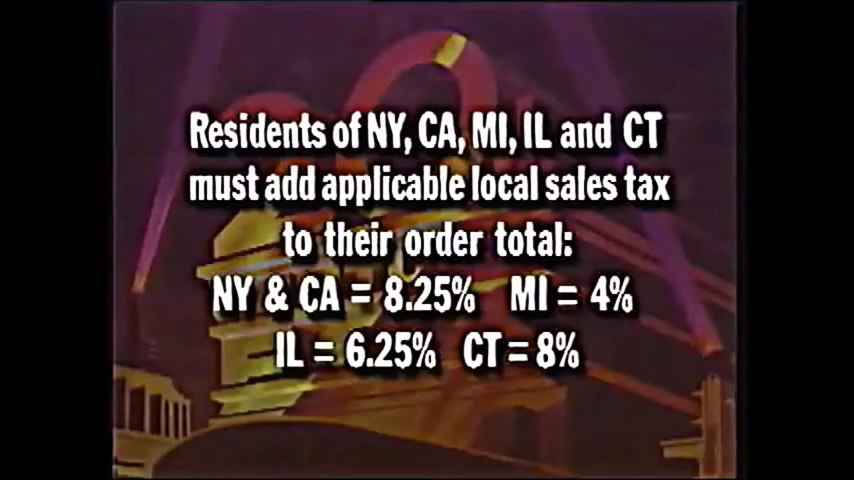 Residents of NY, CA, MI, IL and CT
must add applicable local sales tax
to their order total:
NY & CA = 8.25% MI = 4%
IL = 6.25% CT = 8%